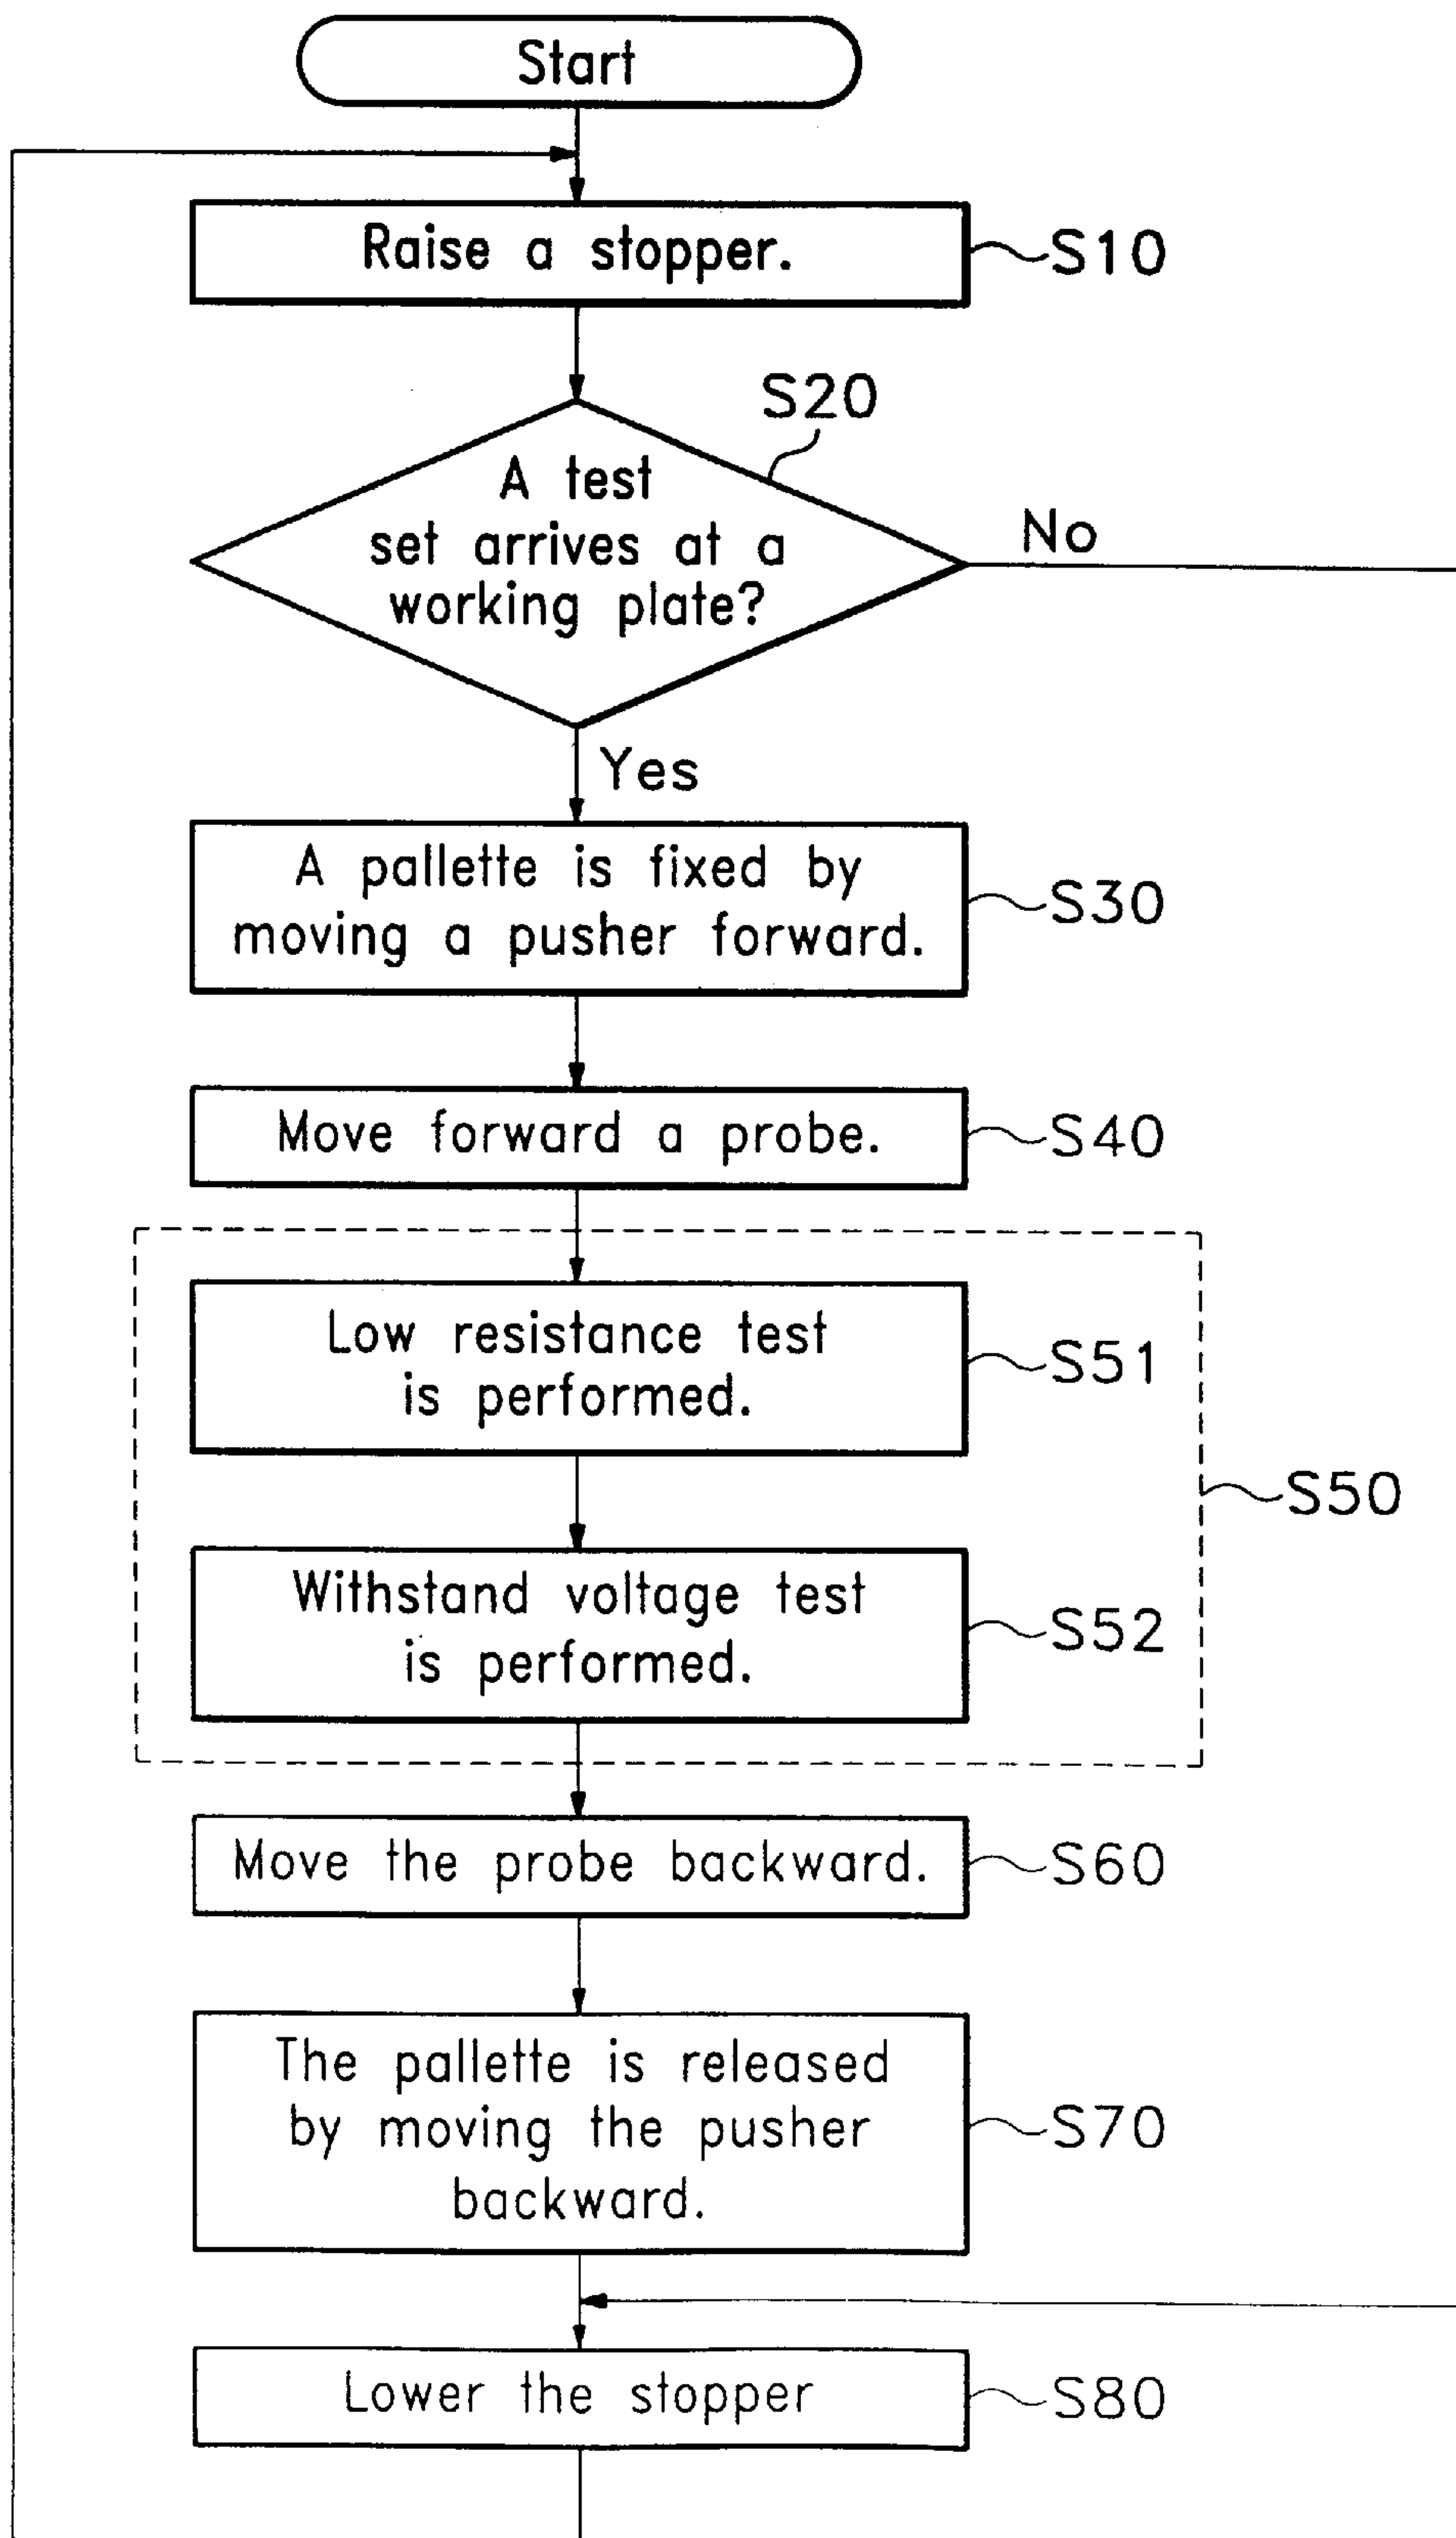 Start
Raise a stopper.
S10
S20
A test
set arrives at a
working plate?
No
Yes
A pallette is fixed by
moving a pusher forward.
S30
Move forward a probe.
S40
Low resistance test
is performed.
S51
S50
Withstand voltage test
is performed.
S52
Move the probe backward.
S60
The pallette is released
by moving the pusher
backward.
S70
Lower the stopper
S80